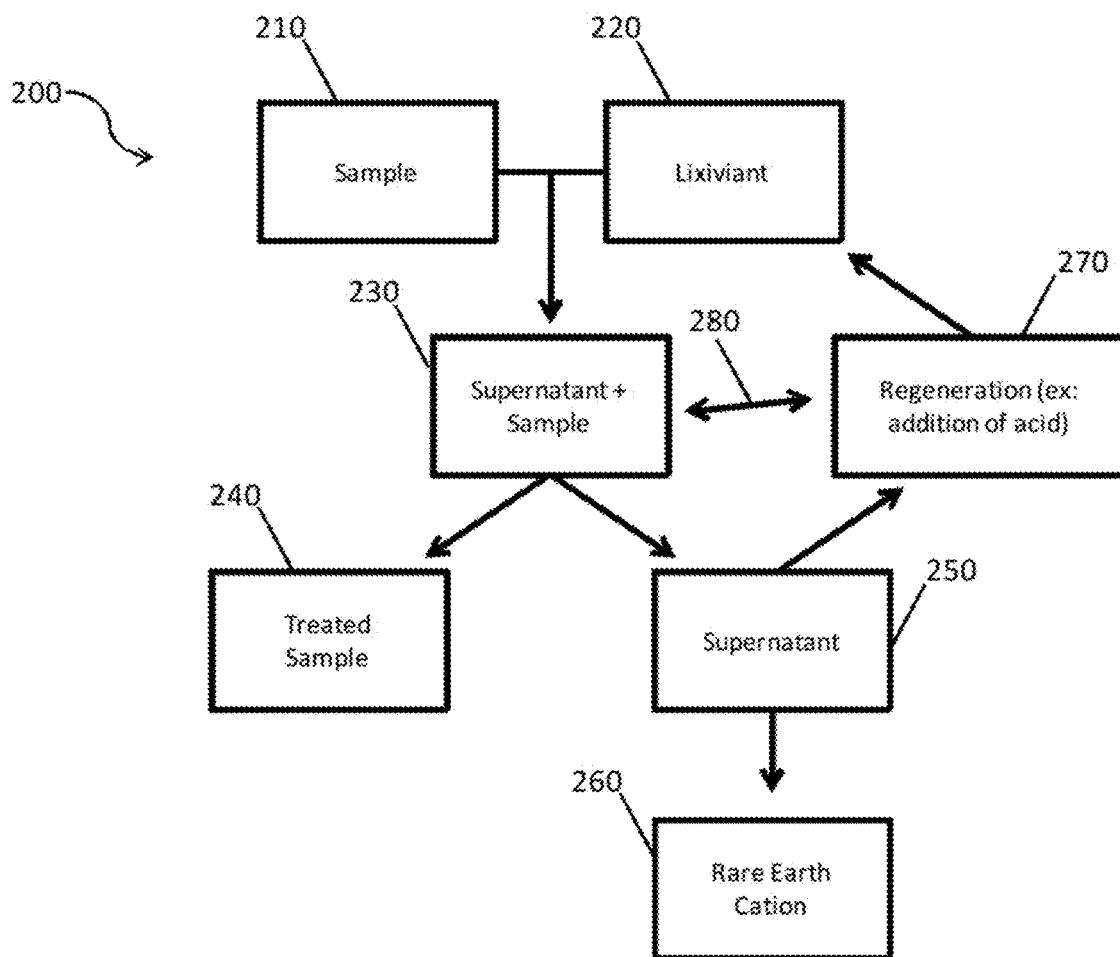 210
220
200
Sample
Lixiviant
230
280
270
Supernatant +
Sample
Regeneration (ex:
addition of acid)
240
250
Treated
Sample
Supernatant
260
Rare Earth
Cation